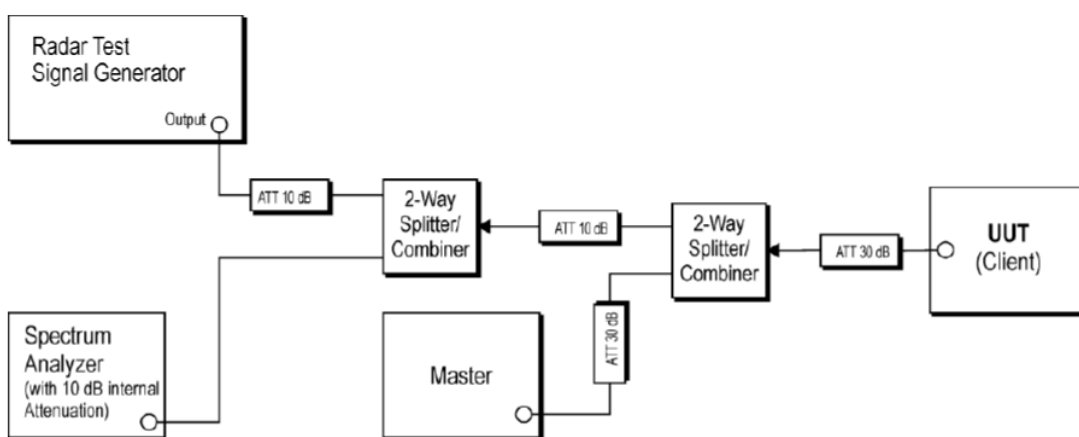 Radar Test
Signal Generator
Output
ATT 10 dB
2-Way
Splitter/
Combiner
ATT 10 dB
2-Way
Splitter/
Combiner
ATT 30 dB
UUT
(Client)
Spectrum
Analyzer
(with 10 dB internal
Attenuation)
Master
ATT 30 dB